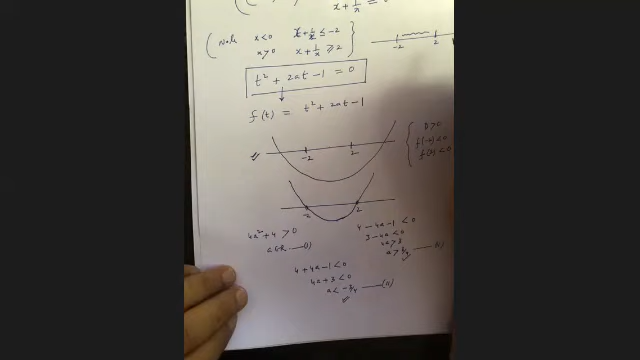 x + 1/x = 0
( Note x<0 x + 1/x ≤ -2
x>0 x + 1/x ≥ 2 }
-2 2
t² + 2at - 1 = 0
f(t) = t² + 2at - 1
-2 2
{ D>0
f(-2)<0
f(2)<0
-2 2
4a² + 4 > 0
a∈R —(i)
4 - 4a - 1 < 0
3 - 4a < 0
4a > 3
a > 3/4 —(ii)
4 + 4a - 1 < 0
4a + 3 < 0
a < -3/4 —(iii)